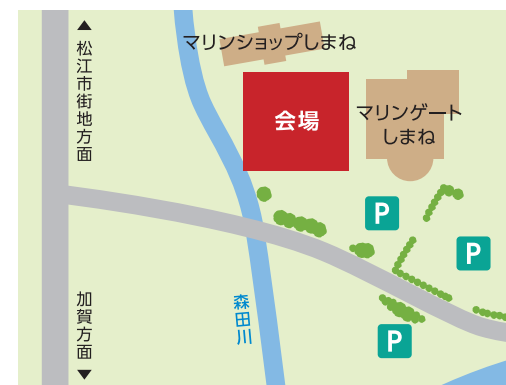 ▲松江市街地方面
マリンショップしまね
会場
マリンゲート
しまね
P
P
P
森田川
加賀方面▼